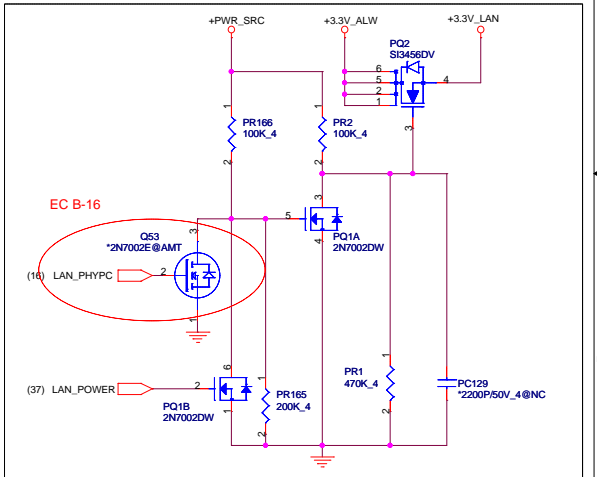 +PWR_SRC
+3.3V_ALW
+3.3V_LAN
PQ2
SI3456DV
6
5
2
1
4
3
1
PR166
100K_4
2
1
PR2
100K_4
2
EC B-16
3
Q53
*2N7002E@AMT
(16) LAN_PHYPC
2
1
5
3
PQ1A
2N7002DW
4
6
(37) LAN_POWER
2
PQ1B
2N7002DW
1
1
PR165
200K_4
2
1
PR1
470K_4
2
PC129
*2200P/50V_4@NC